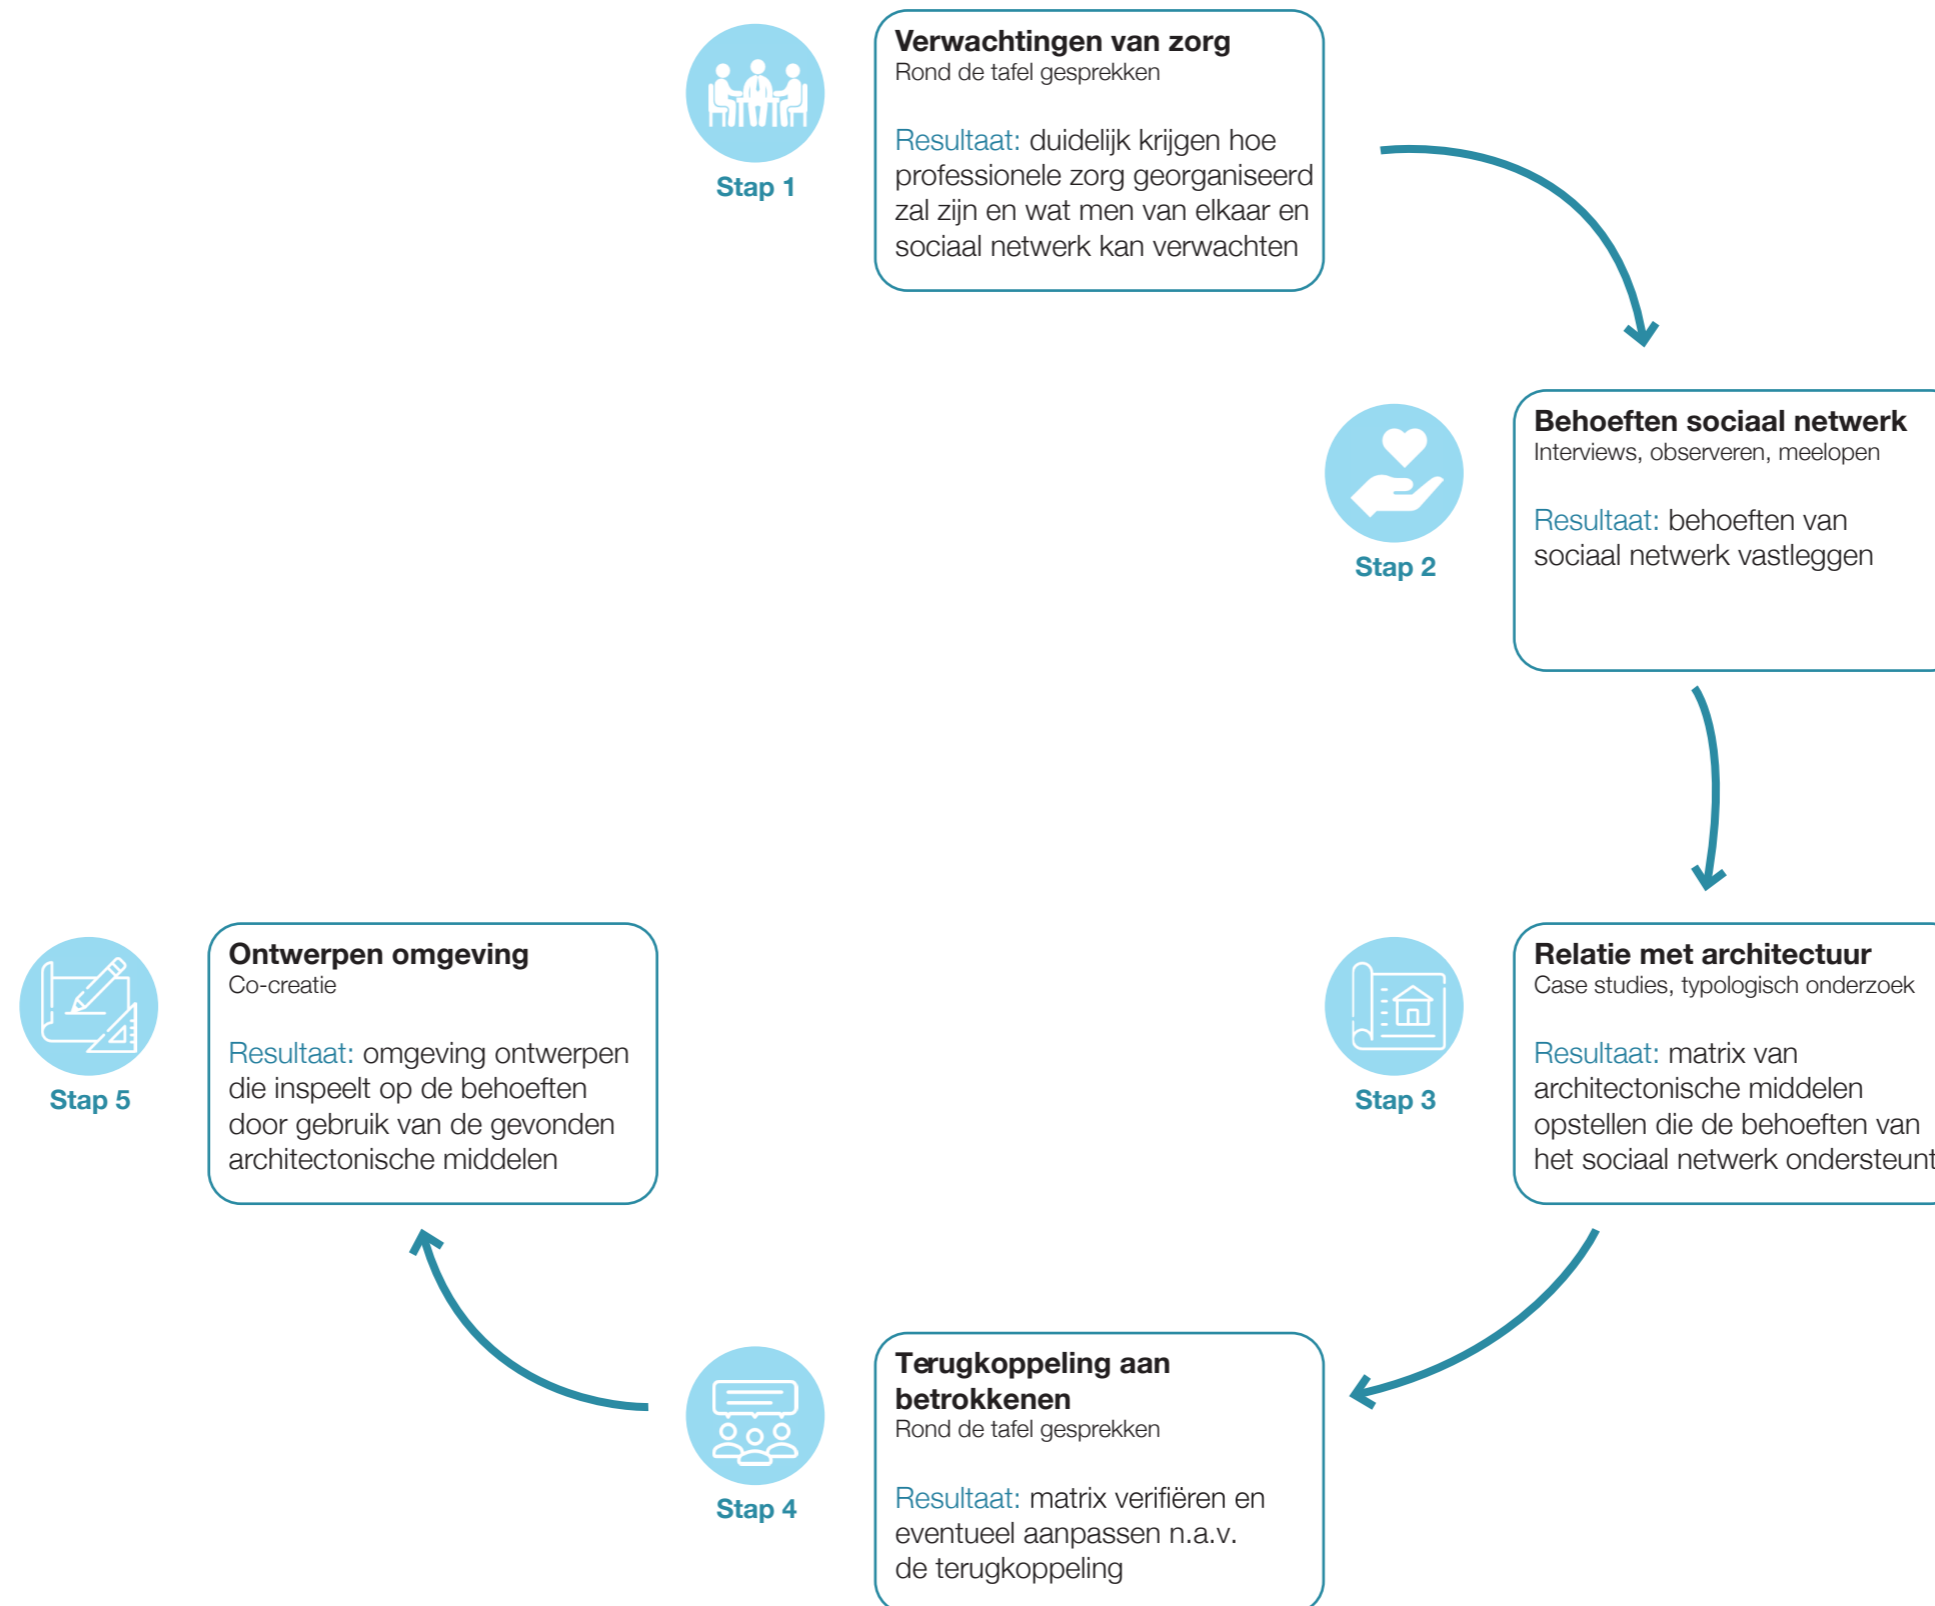 Verwachtingen van zorg
Rond de tafel gesprekken
Resultaat: duidelijk krijgen hoe
professionele zorg georganiseerd
zal zijn en wat men van elkaar en
sociaal netwerk kan verwachten
Stap 1
Behoeften sociaal netwerk
Interviews, observeren, meelopen
Resultaat: behoeften van
sociaal netwerk vastleggen
Stap 2
Relatie met architectuur
Case studies, typologisch onderzoek
Resultaat: matrix van
architectonische middelen
opstellen die de behoeften van
het sociaal netwerk ondersteunt
Stap 3
Terugkoppeling aan
betrokkenen
Rond de tafel gesprekken
Resultaat: matrix verifiëren en
eventueel aanpassen n.a.v.
de terugkoppeling
Stap 4
Ontwerpen omgeving
Co-creatie
Resultaat: omgeving ontwerpen
die inspeelt op de behoeften
door gebruik van de gevonden
architectonische middelen
Stap 5